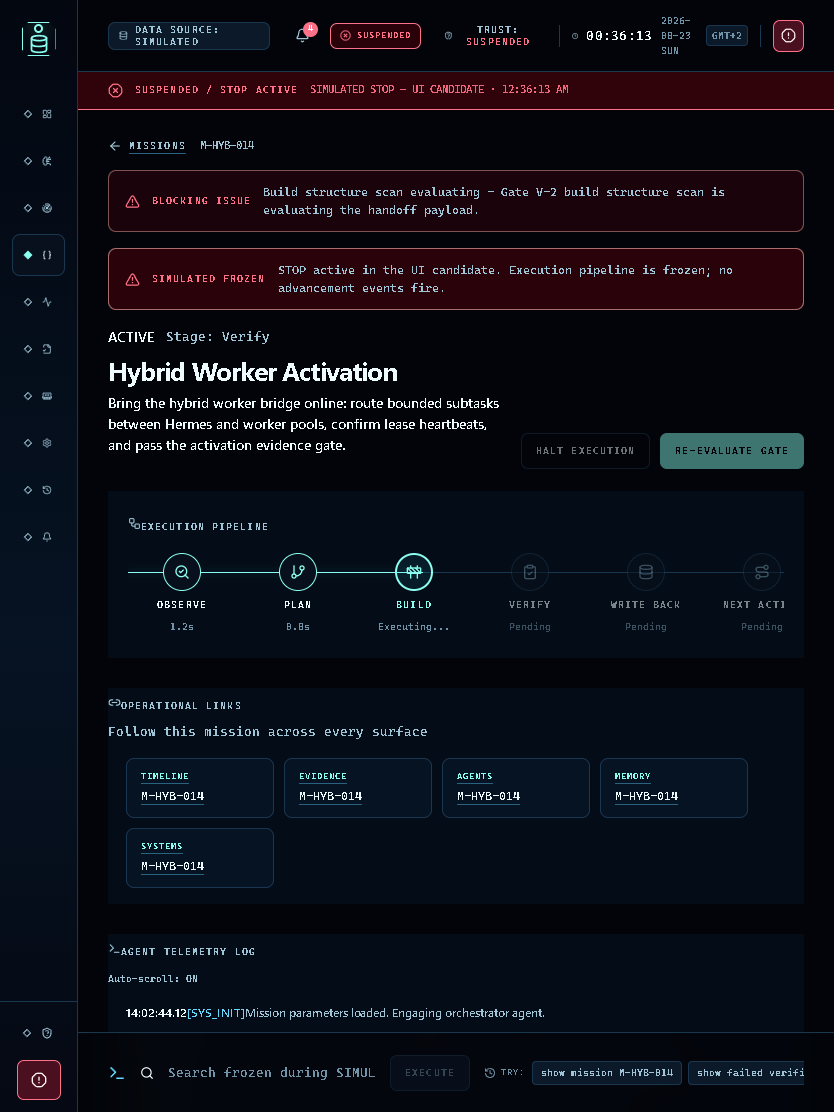 DATA SOURCE:
SIMULATED
4
SUSPENDED
TRUST:
SUSPENDED
00:36:13
2026-
08-23
SUN
GMT+2
SUSPENDED / STOP ACTIVE SIMULATED STOP — UI CANDIDATE · 12:36:13 AM
MISSIONS M-HYB-014
BLOCKING ISSUE
Build structure scan evaluating — Gate V-2 build structure scan is
evaluating the handoff payload.
SIMULATED FROZEN
STOP active in the UI candidate. Execution pipeline is frozen; no
advancement events fire.
ACTIVE Stage: Verify
Hybrid Worker Activation
Bring the hybrid worker bridge online: route bounded subtasks
between Hermes and worker pools, confirm lease heartbeats,
and pass the activation evidence gate.
HALT EXECUTION
RE-EVALUATE GATE
EXECUTION PIPELINE
OBSERVE PLAN BUILD VERIFY WRITE BACK NEXT ACTI
1.2s 0.8s Executing... Pending Pending Pending
OPERATIONAL LINKS
Follow this mission across every surface
TIMELINE EVIDENCE AGENTS MEMORY
M-HYB-014 M-HYB-014 M-HYB-014 M-HYB-014
SYSTEMS
M-HYB-014
AGENT TELEMETRY LOG
Auto-scroll: ON
14:02:44.12[SYS_INIT]Mission parameters loaded. Engaging orchestrator agent.
Search frozen during SIMUL
EXECUTE
TRY:
show mission M-HYB-014
show failed verifi